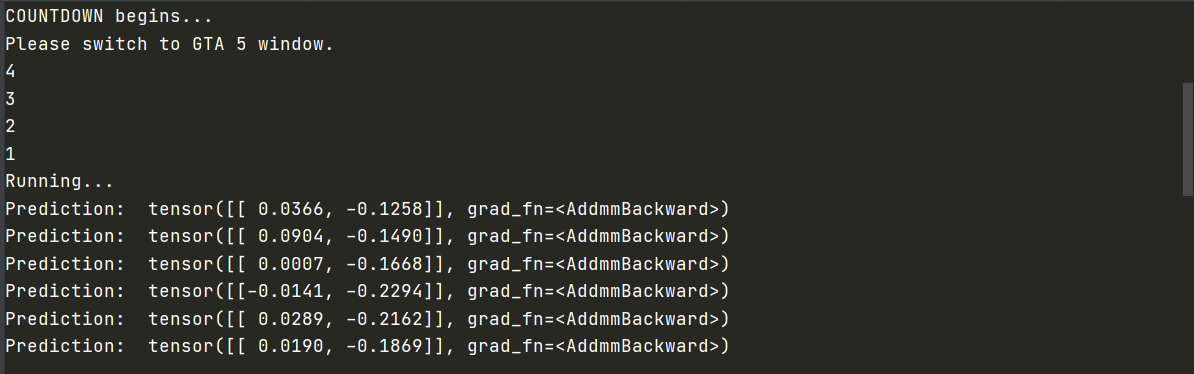 COUNTDOWN begins...
Please switch to GTA 5 window.
4
3
2
1
Running...
Prediction:  tensor([[ 0.0366, -0.1258]], grad_fn=<AddmmBackward>)
Prediction:  tensor([[ 0.0904, -0.1490]], grad_fn=<AddmmBackward>)
Prediction:  tensor([[ 0.0007, -0.1668]], grad_fn=<AddmmBackward>)
Prediction:  tensor([[-0.0141, -0.2294]], grad_fn=<AddmmBackward>)
Prediction:  tensor([[ 0.0289, -0.2162]], grad_fn=<AddmmBackward>)
Prediction:  tensor([[ 0.0190, -0.1869]], grad_fn=<AddmmBackward>)